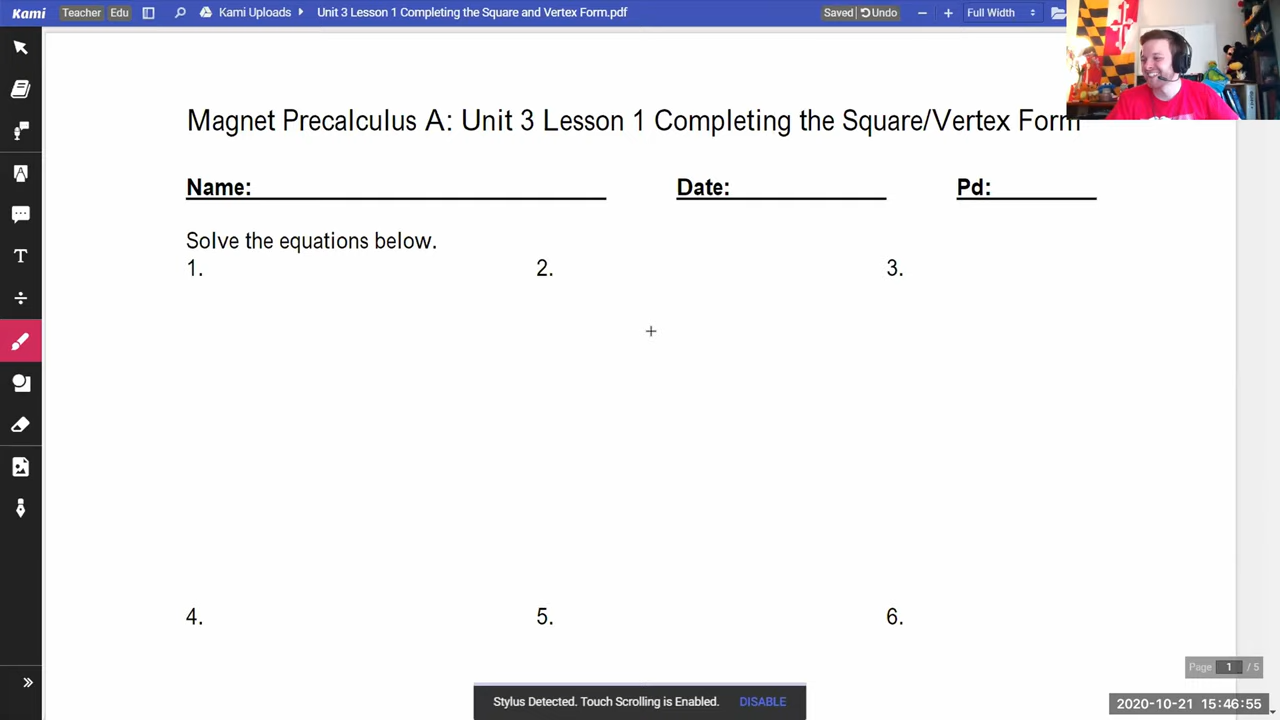 Kami Teacher Edu Kami Uploads Unit 3 Lesson 1 Completing the Square and Vertex Form.pdf Saved Undo Full Width
Magnet Precalculus A: Unit 3 Lesson 1 Completing the Square/Vertex Form
Name: Date: Pd:
Solve the equations below.
1. 2. 3.
4. 5. 6.
Page 1 / 5
Stylus Detected. Touch Scrolling is Enabled. DISABLE
2020-10-21 15:46:55